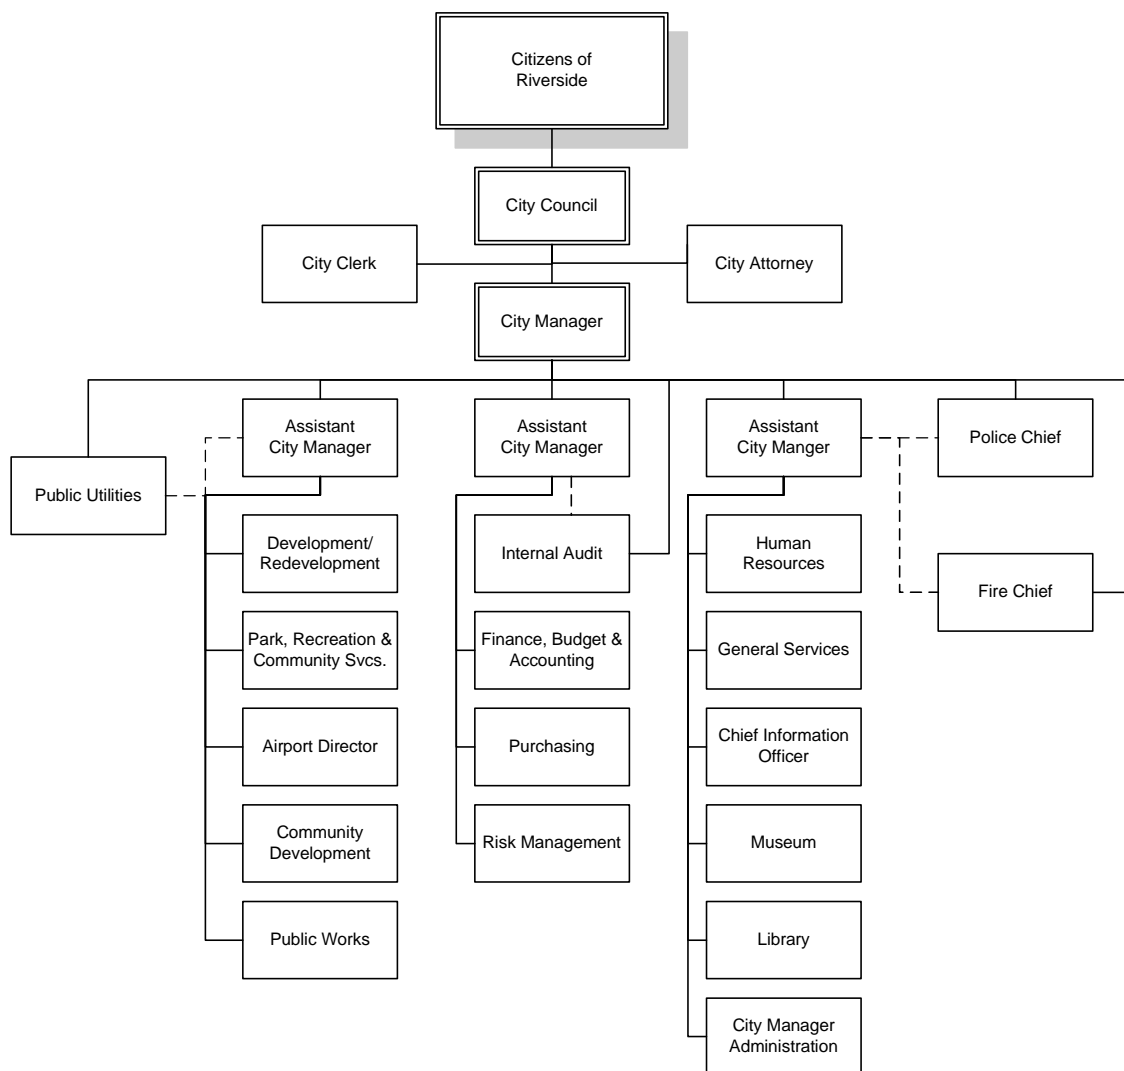 Citizens of
Riverside
City Council
City Clerk
City Attorney
City Manager
Assistant
City Manager
Assistant
City Manager
Assistant
City Manger
Police Chief
Public Utilities
Development/
Redevelopment
Internal Audit
Human
Resources
Fire Chief
Park, Recreation &
Community Svcs.
Finance, Budget &
Accounting
General Services
Airport Director
Purchasing
Chief Information
Officer
Community
Development
Risk Management
Museum
Public Works
Library
City Manager
Administration